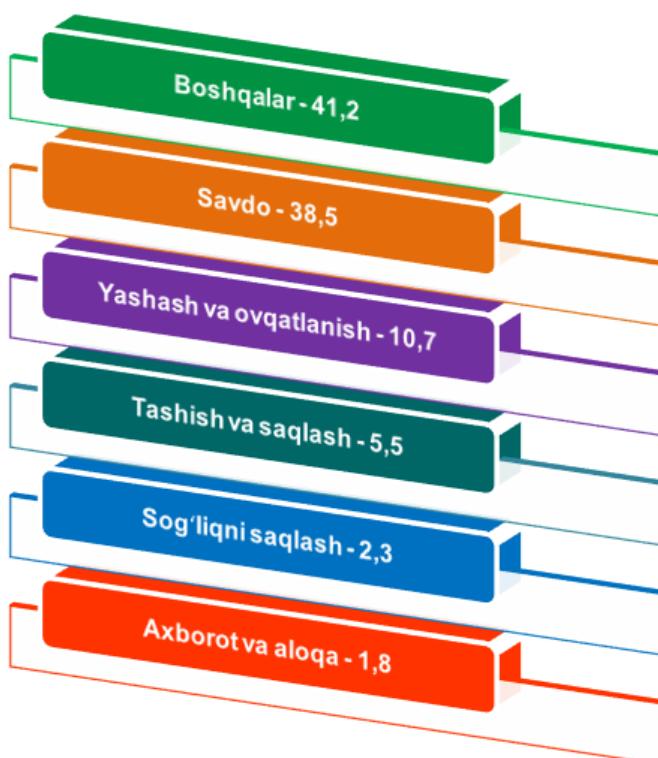 Boshqalar - 41,2
Savdo - 38,5
Yashash va ovqatlanish - 10,7
Tashish va saqlash - 5,5
Sog‘liqni saqlash - 2,3
Axborot va aloqa - 1,8